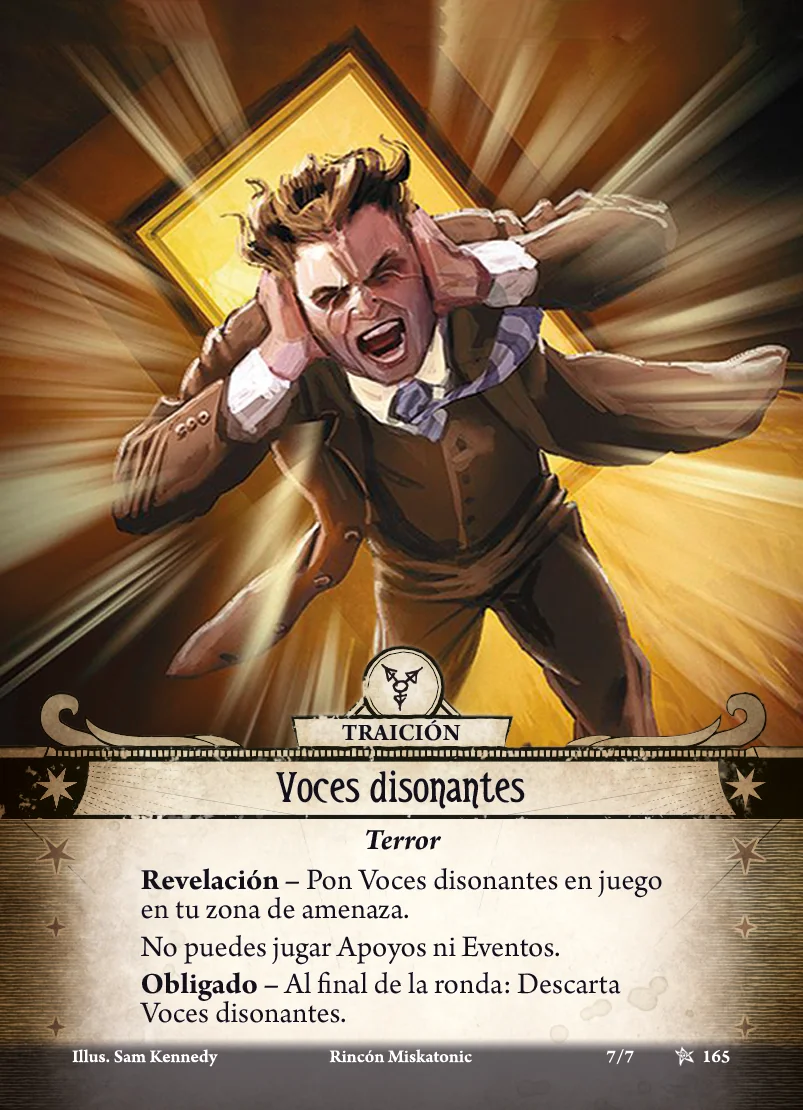 TRAICIÓN
Voces disonantes
Terror
Revelación – Pon Voces disonantes en juego
en tu zona de amenaza.
No puedes jugar Apoyos ni Eventos.
Obligado – Al final de la ronda: Descarta
Voces disonantes.
Illus. Sam Kennedy Rincón Miskatonic 7/7 165